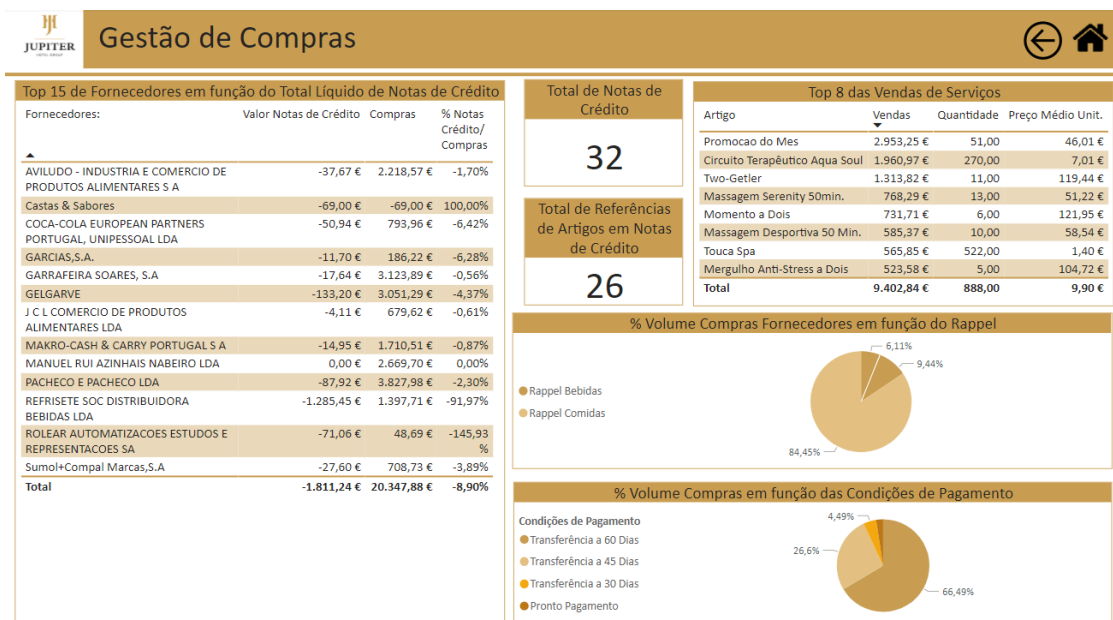 JUPITER
HOTEL GROUP
Gestão de Compras
Top 15 de Fornecedores em função do Total Líquido de Notas de Crédito
Fornecedores: Valor Notas de Crédito Compras % Notas
Crédito/
Compras
AVILUDO - INDUSTRIA E COMERCIO DE -37,67 € 2.218,57 € -1,70%
PRODUTOS ALIMENTARES S A
Castas & Sabores -69,00 € -69,00 € 100,00%
COCA-COLA EUROPEAN PARTNERS -50,94 € 793,96 € -6,42%
PORTUGAL, UNIPESSOAL LDA
GARCIAS,S.A. -11,70 € 186,22 € -6,28%
GARRAFEIRA SOARES, S.A -17,64 € 3.123,89 € -0,56%
GELGARVE -133,20 € 3.051,29 € -4,37%
J C L COMERCIO DE PRODUTOS -4,11 € 679,62 € -0,61%
ALIMENTARES LDA
MAKRO-CASH & CARRY PORTUGAL S A -14,95 € 1.710,51 € -0,87%
MANUEL RUI AZINHAIS NABEIRO LDA 0,00 € 2.669,70 € 0,00%
PACHECO E PACHECO LDA -87,92 € 3.827,98 € -2,30%
REFRISETE SOC DISTRIBUIDORA -1.285,45 € 1.397,71 € -91,97%
BEBIDAS LDA
ROLEAR AUTOMATIZACOES ESTUDOS E -71,06 € 48,69 € -145,93
REPRESENTACOES SA %
Sumol+Compal Marcas,S.A -27,60 € 708,73 € -3,89%
Total -1.811,24 € 20.347,88 € -8,90%
Total de Notas de
Crédito
32
Total de Referências
de Artigos em Notas
de Crédito
26
Top 8 das Vendas de Serviços
Artigo Vendas Quantidade Preço Médio Unit.
Promocao do Mes 2.953,25 € 51,00 46,01 €
Circuito Terapêutico Aqua Soul 1.960,97 € 270,00 7,01 €
Two-Getler 1.313,82 € 11,00 119,44 €
Massagem Serenity 50min. 768,29 € 13,00 51,22 €
Momento a Dois 731,71 € 6,00 121,95 €
Massagem Desportiva 50 Min. 585,37 € 10,00 58,54 €
Touca Spa 565,85 € 522,00 1,40 €
Mergulho Anti-Stress a Dois 523,58 € 5,00 104,72 €
Total 9.402,84 € 888,00 9,90 €
% Volume Compras Fornecedores em função do Rappel
Rappel Bebidas
Rappel Comidas
6,11%
9,44%
84,45%
% Volume Compras em função das Condições de Pagamento
Condições de Pagamento
Transferência a 60 Dias
Transferência a 45 Dias
Transferência a 30 Dias
Pronto Pagamento
4,49%
26,6%
66,49%